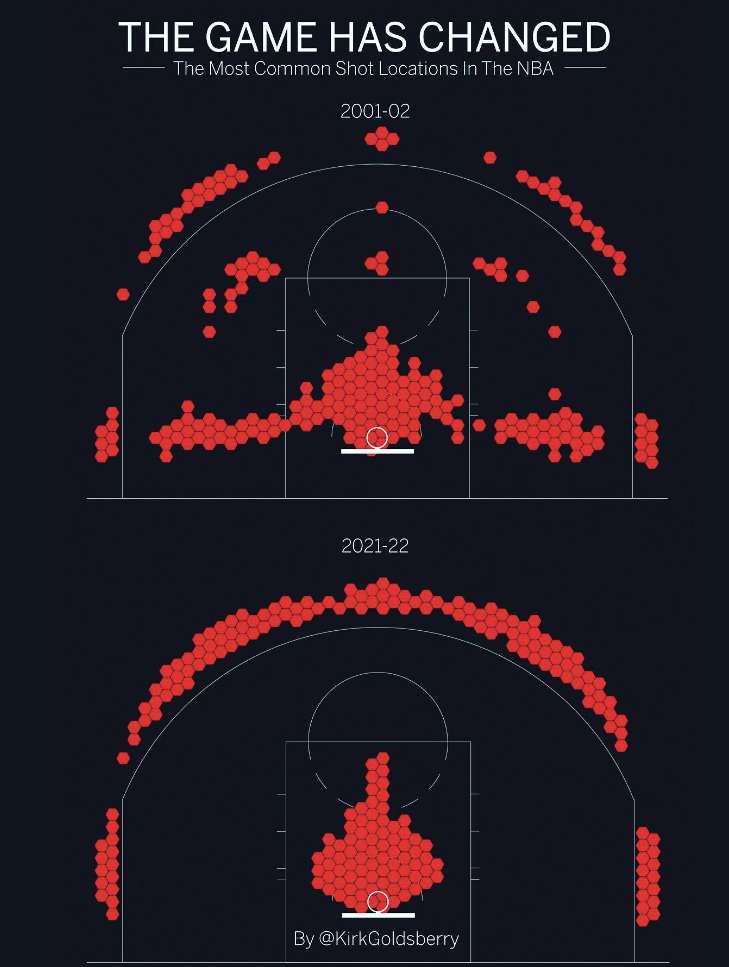 THE GAME HAS CHANGED
The Most Common Shot Locations In The NBA
2001-02
2021-22
By @KirkGoldsberry